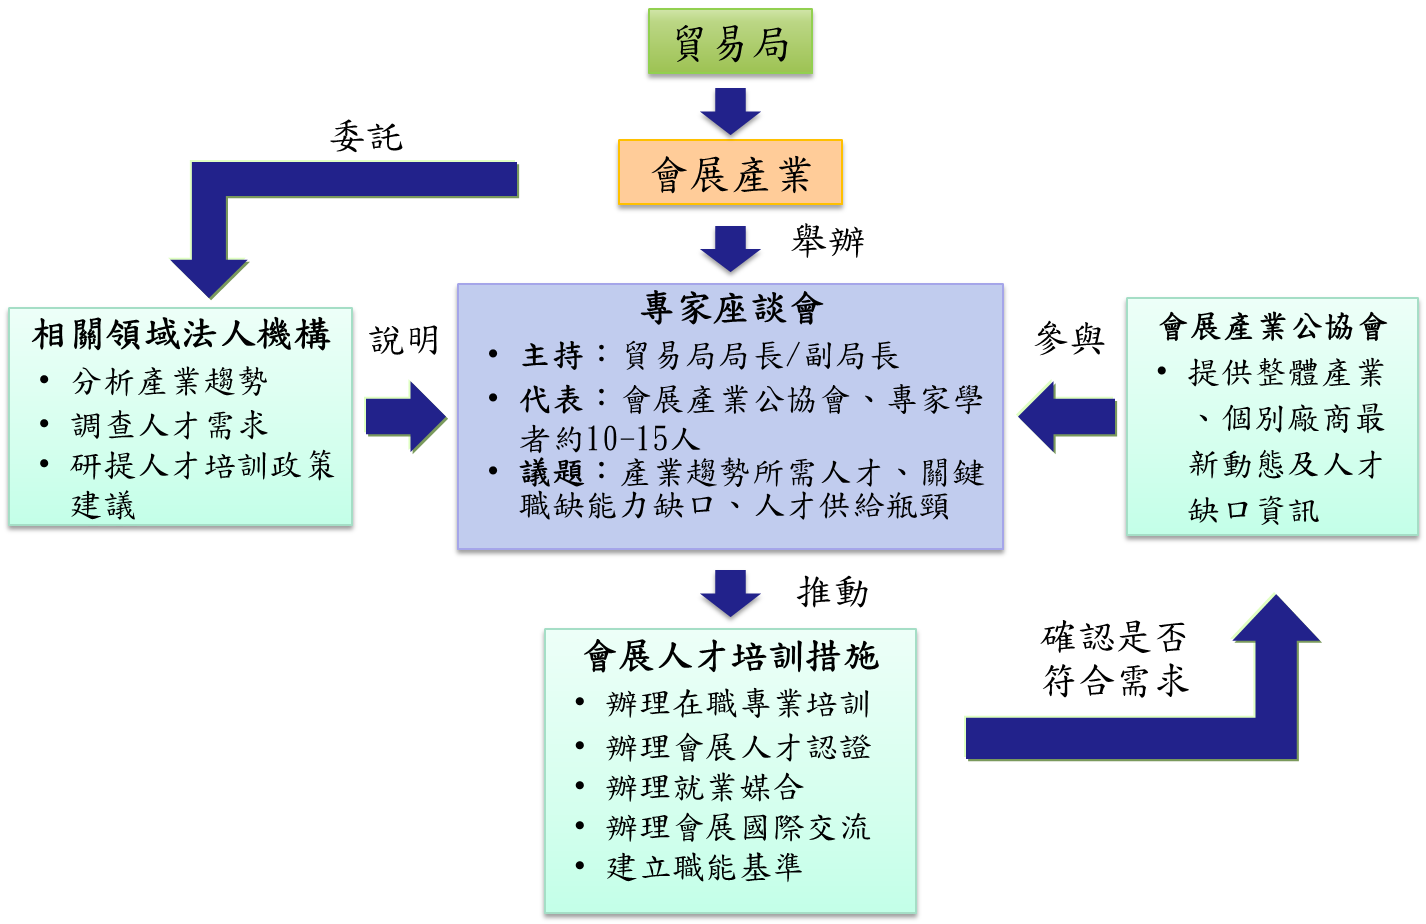 貿易局
委託
會展產業
舉辦
相關領域法人機構
• 分析產業趨勢
• 調查人才需求
• 研提人才培訓政策
建議
說明
專家座談會
• 主持：貿易局局長/副局長
• 代表：會展產業公協會、專家學
者約10-15人
• 議題：產業趨勢所需人才、關鍵
職缺能力缺口、人才供給瓶頸
參與
會展產業公協會
• 提供整體產業
、個別廠商最
新動態及人才
缺口資訊
推動
會展人才培訓措施
• 辦理在職專業培訓
• 辦理會展人才認證
• 辦理就業媒合
• 辦理會展國際交流
• 建立職能基準
確認是否
符合需求